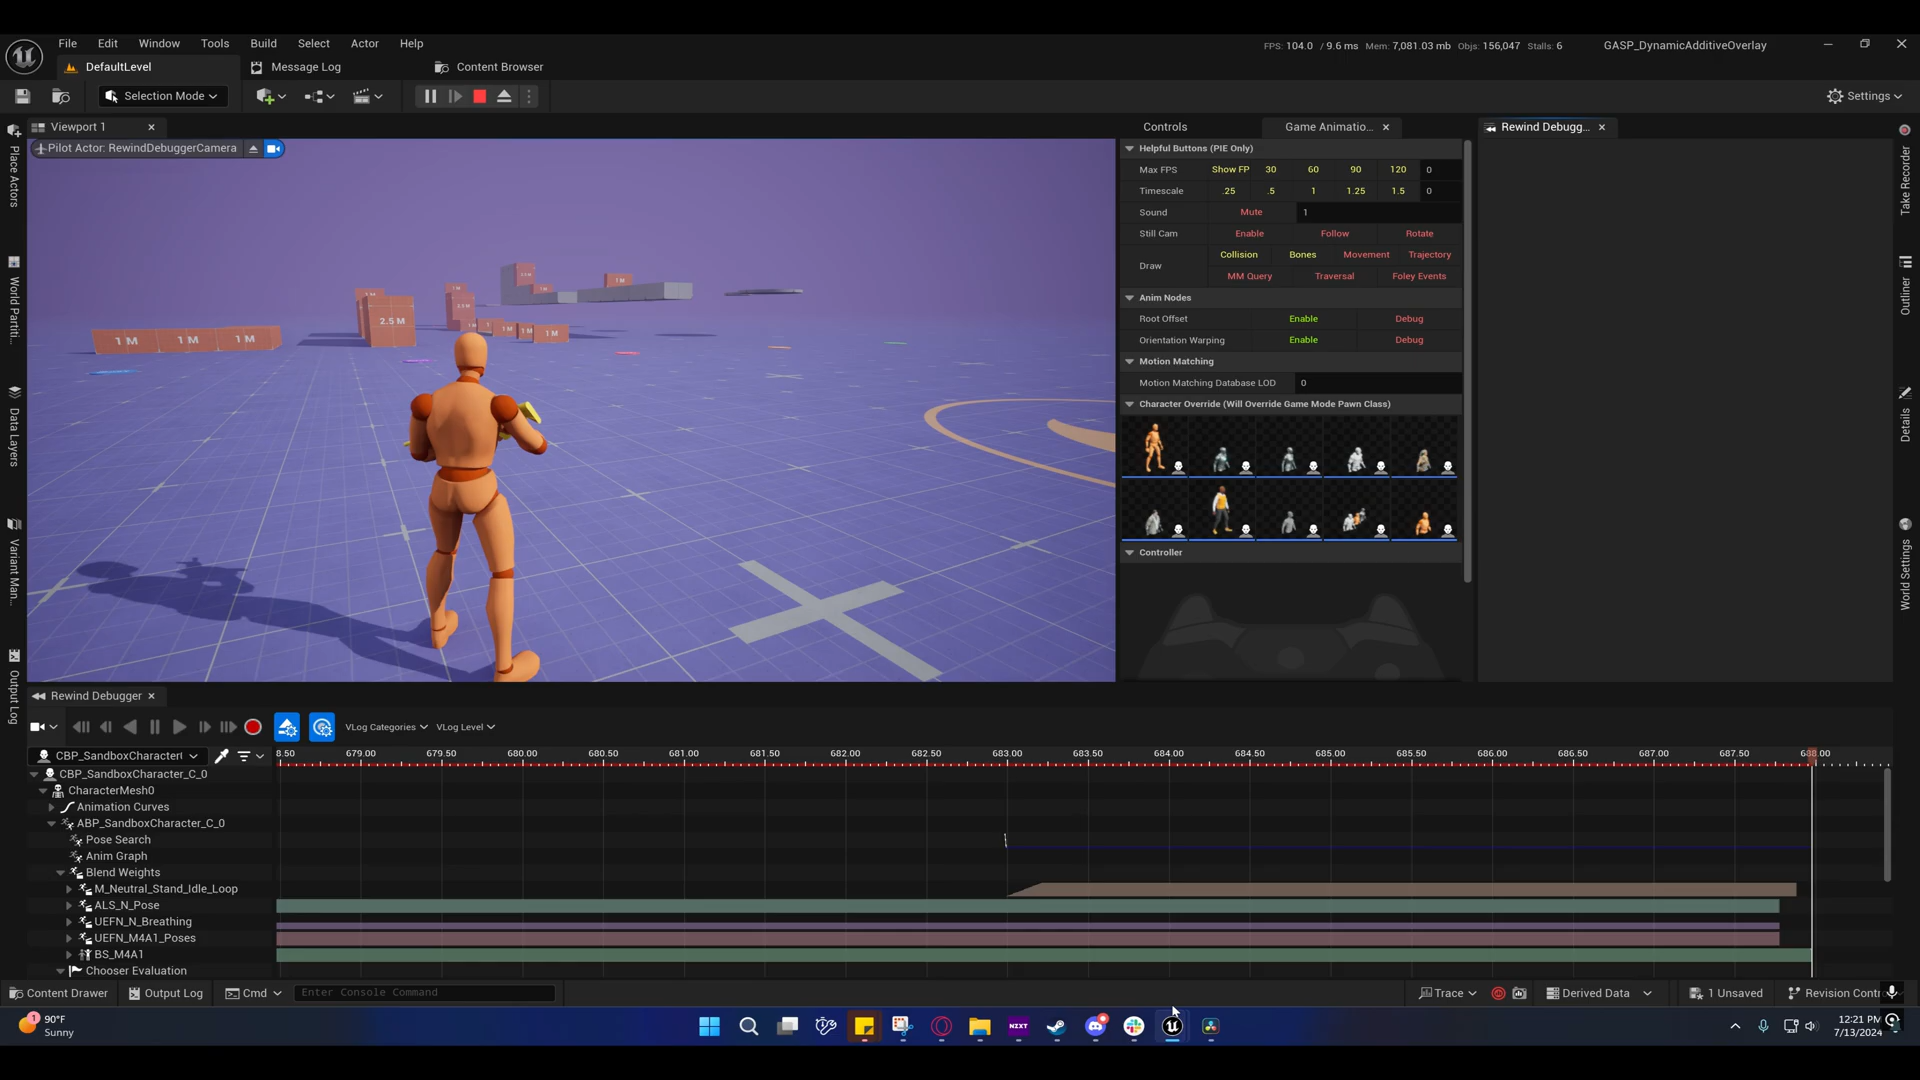 File Edit Window Tools Build Select Actor Help
FPS: 104.0 / 9.6 ms Mem: 7,081.03 mb Objs: 156,047 Stalls: 6
GASP_DynamicAdditiveOverlay
DefaultLevel
Message Log
Content Browser
Selection Mode
Settings
Viewport 1
Controls
Game Animatio...
Rewind Debugg...
Pilot Actor: RewindDebuggerCamera
Helpful Buttons (PIE Only)
Max FPS Show FP 30 60 90 120 0
Timescale .25 .5 1 1.25 1.5 0
Sound Mute 1
Still Cam Enable Follow Rotate
Draw Collision Bones Movement Trajectory
MM Query Traversal Foley Events
Anim Nodes
Root Offset Enable Debug
Orientation Warping Enable Debug
Motion Matching
Motion Matching Database LOD 0
Character Override (Will Override Game Mode Pawn Class)
Controller
Place Actors
World Partiti...
Data Layers
Variant Man...
Output Log
Take Recorder
Outliner
Details
World Settings
1 M 1 M 1 M
2.5 M
1 M
1 M
1 M
1 M
Rewind Debugger
VLog Categories VLog Level
CBP_SandboxCharacter(
8.50 679.00 679.50 680.00 680.50 681.00 681.50 682.00 682.50 683.00 683.50 684.00 684.50 685.00 685.50 686.00 686.50 687.00 687.50 688.00
CBP_SandboxCharacter_C_0
CharacterMesh0
Animation Curves
ABP_SandboxCharacter_C_0
Pose Search
Anim Graph
Blend Weights
M_Neutral_Stand_Idle_Loop
ALS_N_Pose
UEFN_N_Breathing
UEFN_M4A1_Poses
BS_M4A1
Chooser Evaluation
Content Drawer Output Log Cmd Enter Console Command
Trace Derived Data 1 Unsaved Revision Contr
1
90°F
Sunny
NZXT
12:21 PM
7/13/2024